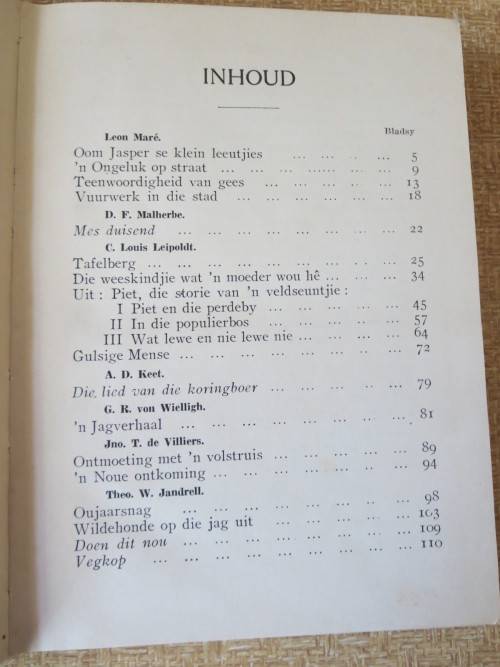 INHOUD
Bladsy
Leon Maré.
Oom Jasper se klein leeutjies ... ... ... ... 5
'n Ongeluk op straat ... ... ... ...... ... ... 9
Teenwoordigheid van gees ... ... ... .. ... 13
Vuurwerk in die stad ... ... ... ... .. ... 18
D. F. Malherbe.
Mes duisend ... ... ... ... ... .. . ... 22
C. Louis Leipoldt.
Tafelberg ... ... ... ... ... ... .. . ... 25
Die weeskindjie wat 'n moeder wou hê ... ... .. . ... 34
Uit : Piet, die storie van 'n veldseuntjie :
I Piet en die perdeby ... ... ... ... ... 45
II In die populierbos ... ... ... ... ... 57
III Wat lewe en nie lewe nie ... ... ... ... 64
Gulsige Mense ... ... ... ... ... ... ... 72
A. D. Keet.
Die lied van die koringboer ... ... ... .. ... 79
G. R. von Wielligh.
'n Jagverhaal ... ... ... ... ... ... ... 81
Jno. T. de Villiers.
Ontmoeting met 'n volstruis ... ... ... .. ... 89
'n Noue ontkoming ... ... ... ... .. ... 94
Theo. W. Jandrell.
Oujaarsnag ... ... ... ... ... .. ... 98
Wildehonde op die jag uit ... ... ... ... ... 103
Doen dit nou ... ... ... ... ... ... ... 109
Vegkop ... ... ... ... ... ... ... ... 110